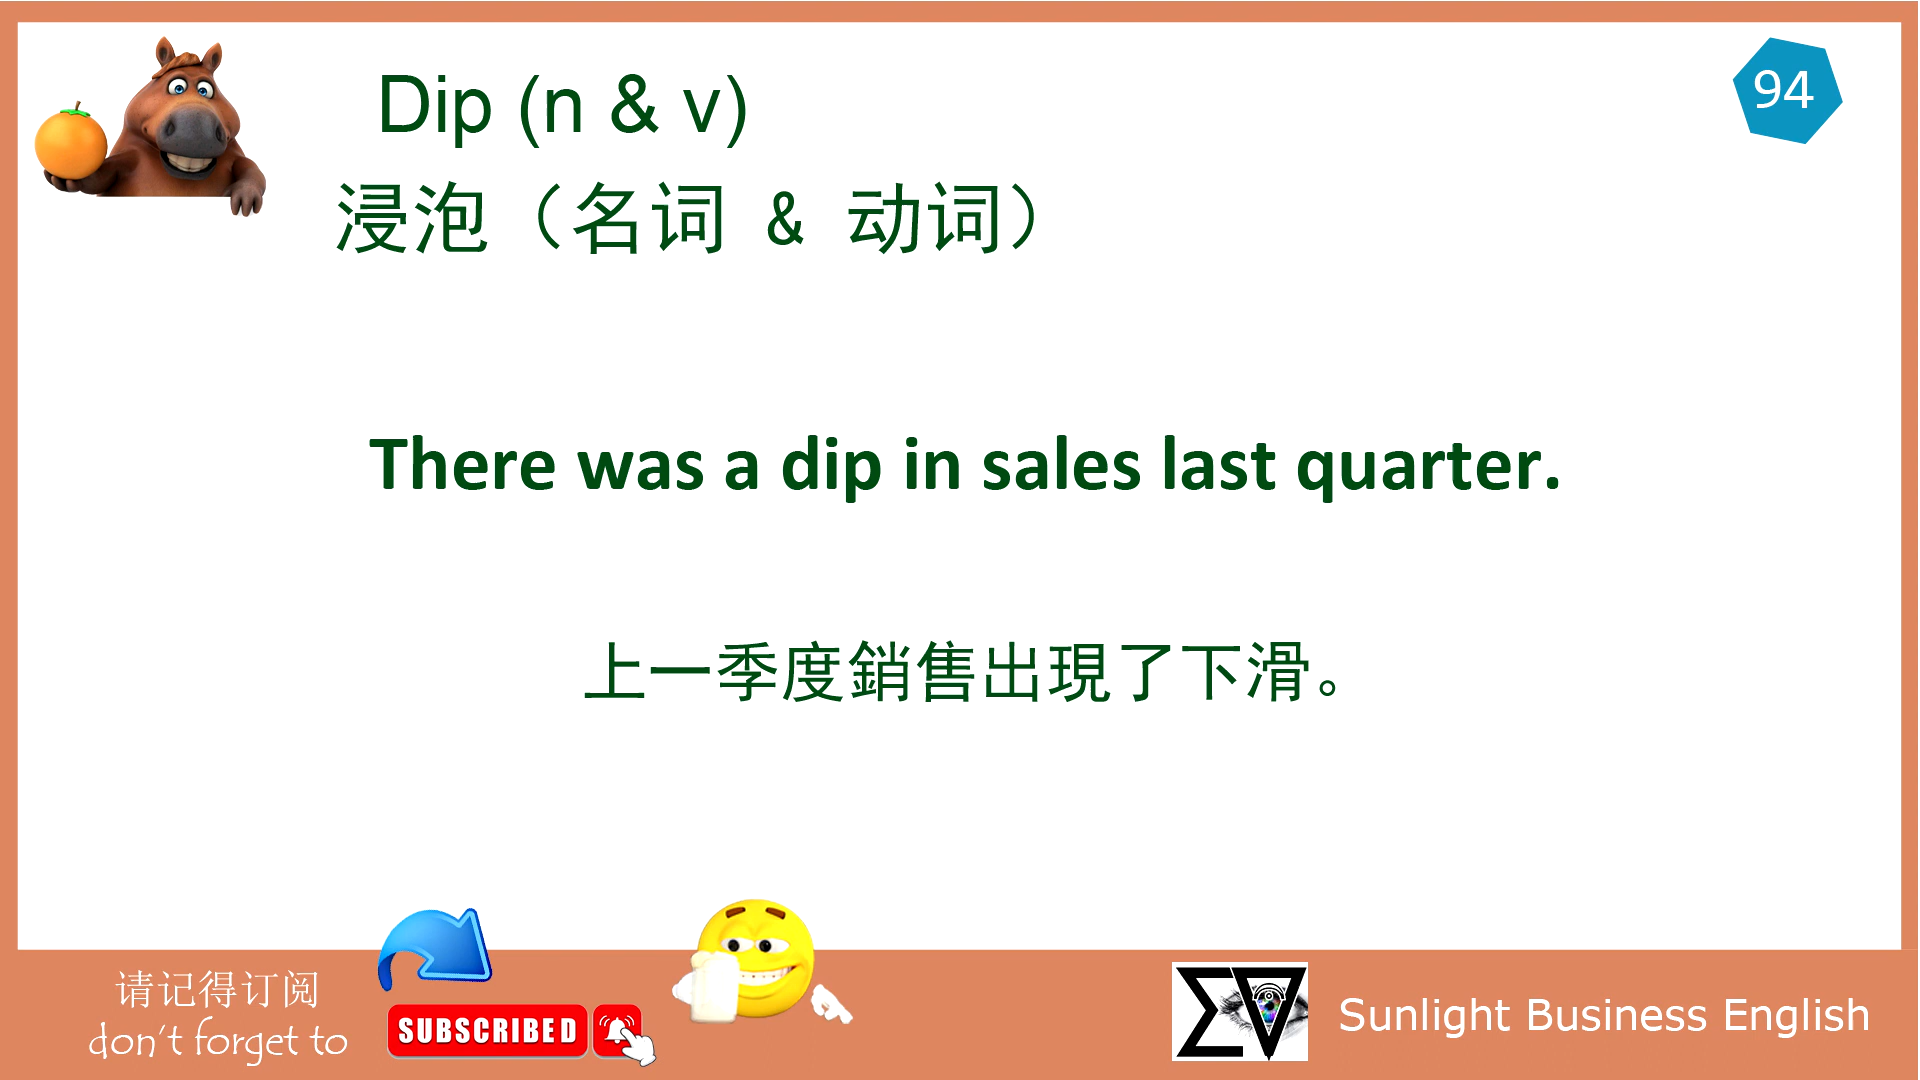 Dip (n & v)
94
浸泡（名词 & 动词）
There was a dip in sales last quarter.
上一季度銷售出現了下滑。
请记得订阅
don't forget to
SUBSCRIBED
ΣV
Sunlight Business English